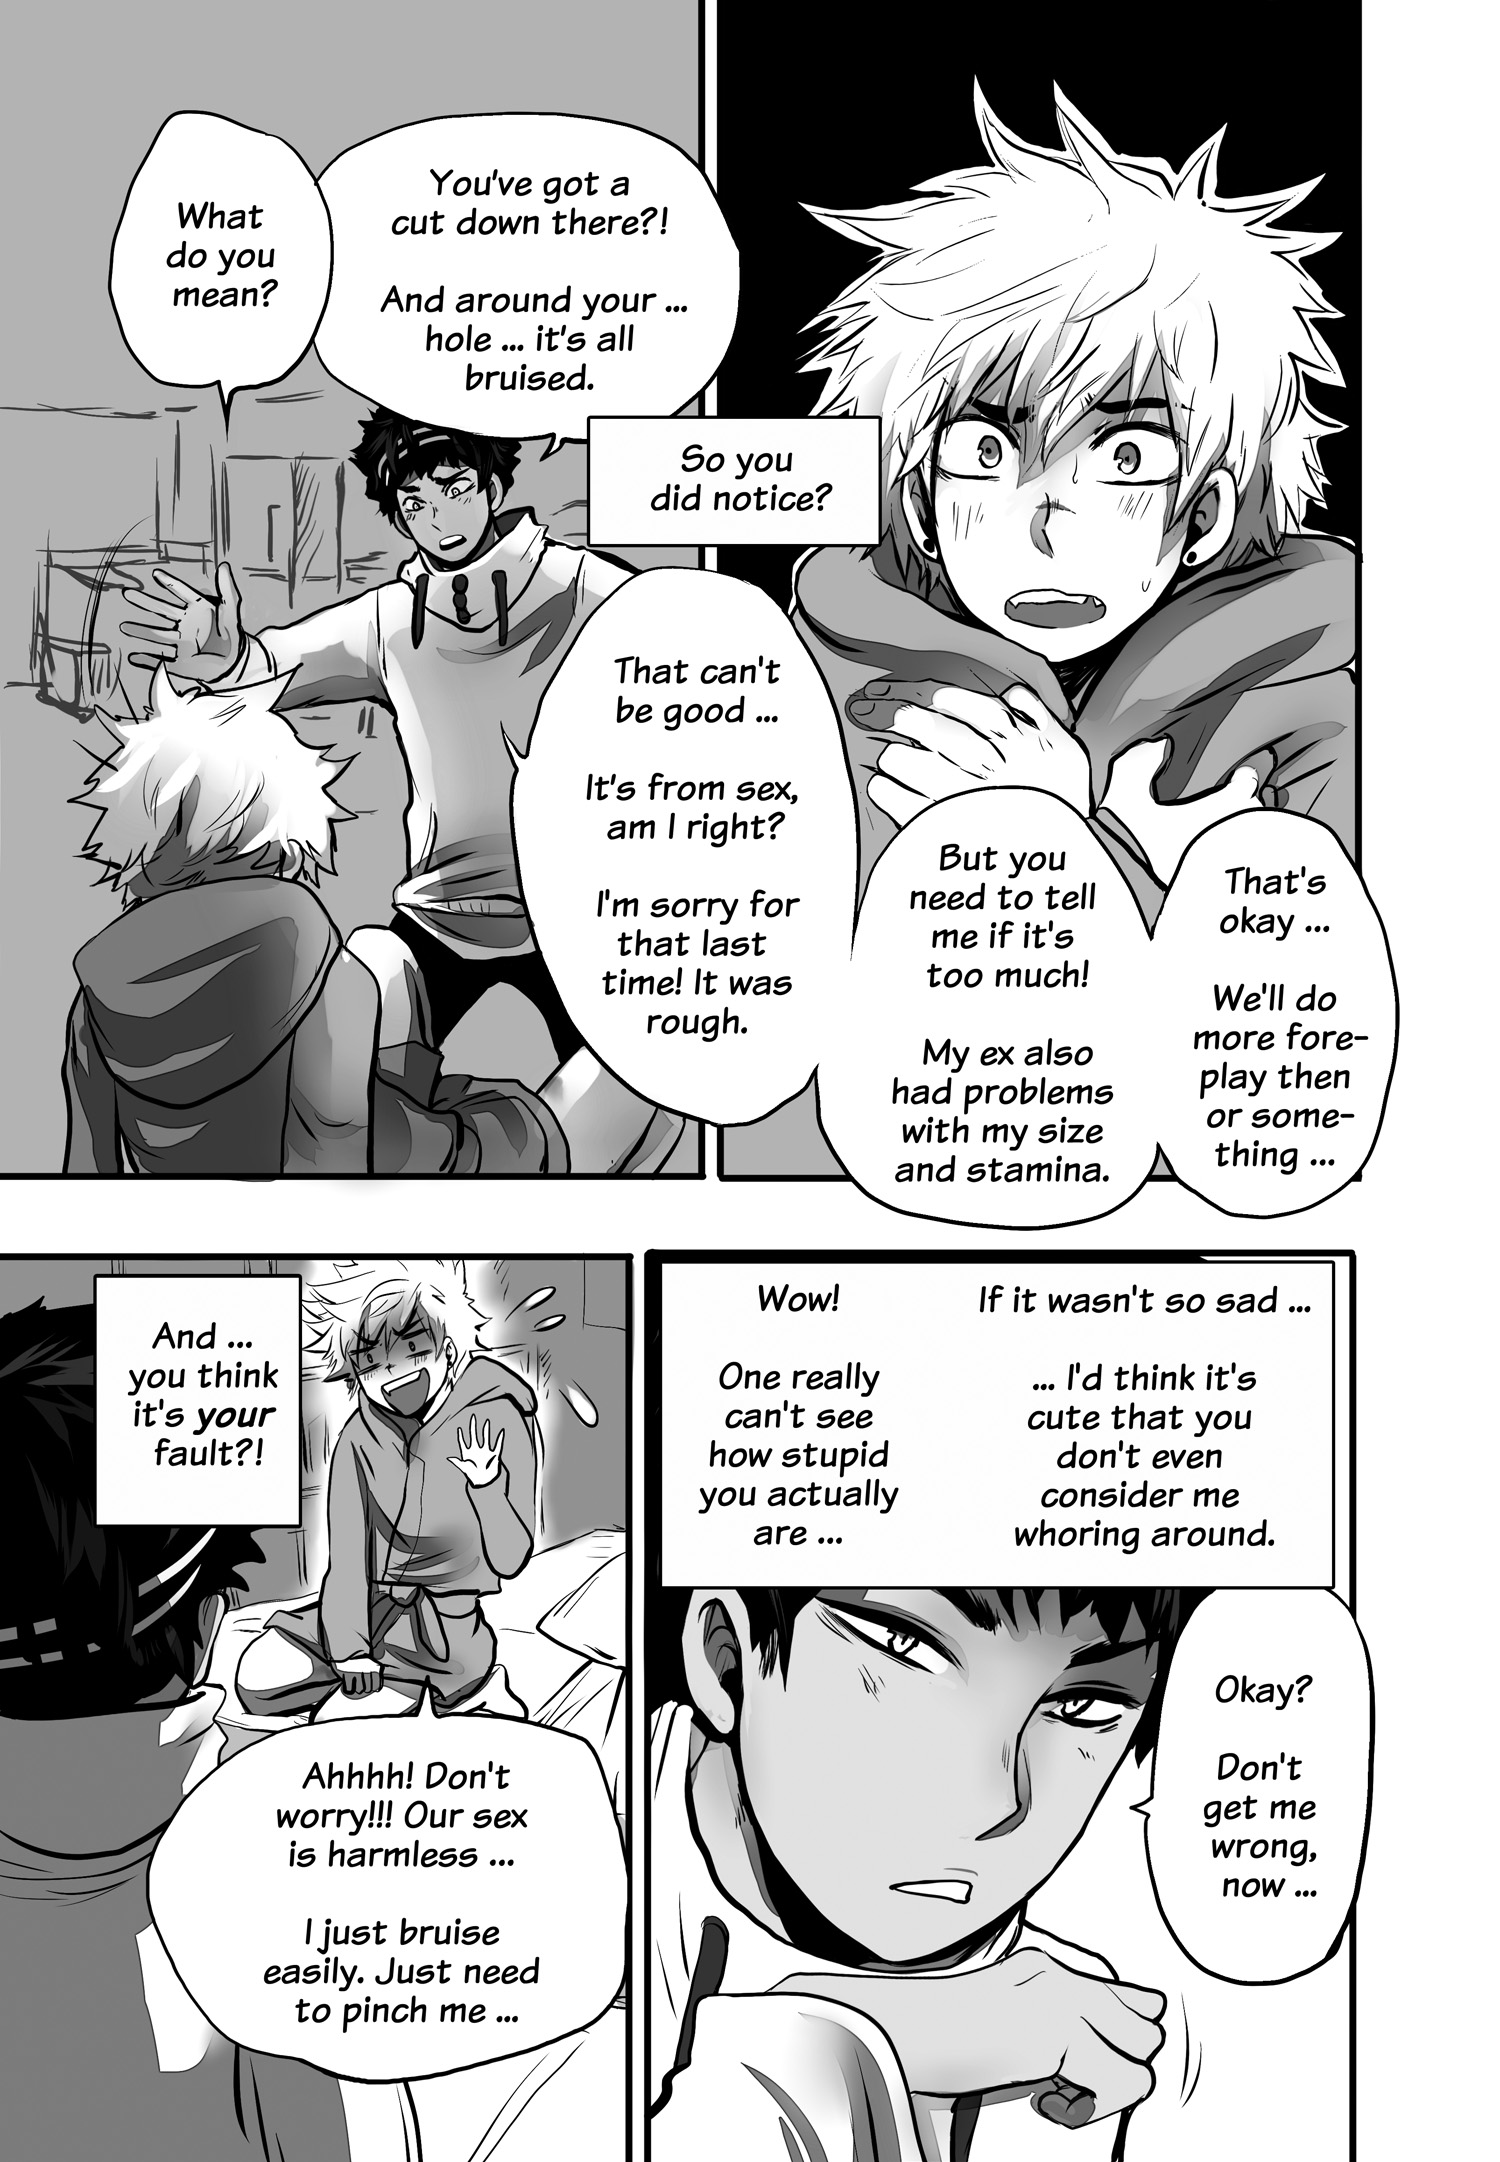 What
do you
mean?
You've got a
cut down there?!
And around your ...
hole ... it's all
bruised.
So you
did notice?
That can't
be good ...
It's from sex,
am I right?
I'm sorry for
that last
time! It was
rough.
But you
need to tell
me if it's
too much!
My ex also
had problems
with my size
and stamina.
That's
okay ...
We'll do
more fore-
play then
or some-
thing ...
And ...
you think
it's your
fault?!
Ahhhh! Don't
worry!!! Our sex
is harmless ...
I just bruise
easily. Just need
to pinch me ...
Wow!
One really
can't see
how stupid
you actually
are ...
If it wasn't so sad ...
... I'd think it's
cute that you
don't even
consider me
whoring around.
Okay?
Don't
get me
wrong,
now ...